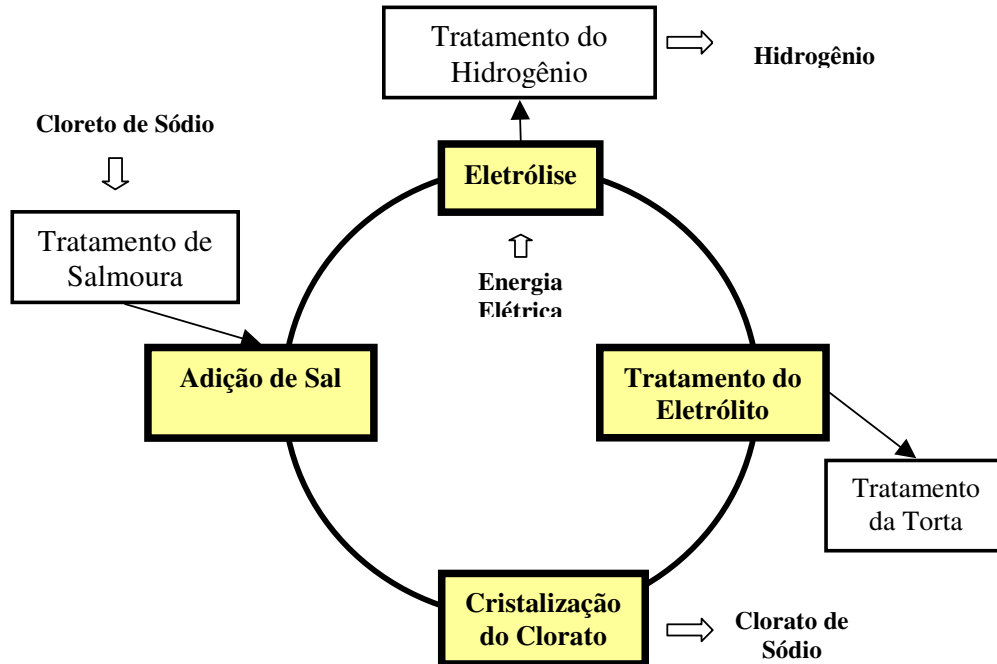 Tratamento do
Hidrogênio
Hidrogênio
Cloreto de Sódio
Eletrólise
Tratamento de
Salmoura
Energia
Elétrica
Adição de Sal
Tratamento do
Eletrólito
Tratamento
da Torta
Cristalização
do Clorato
Clorato de
Sódio